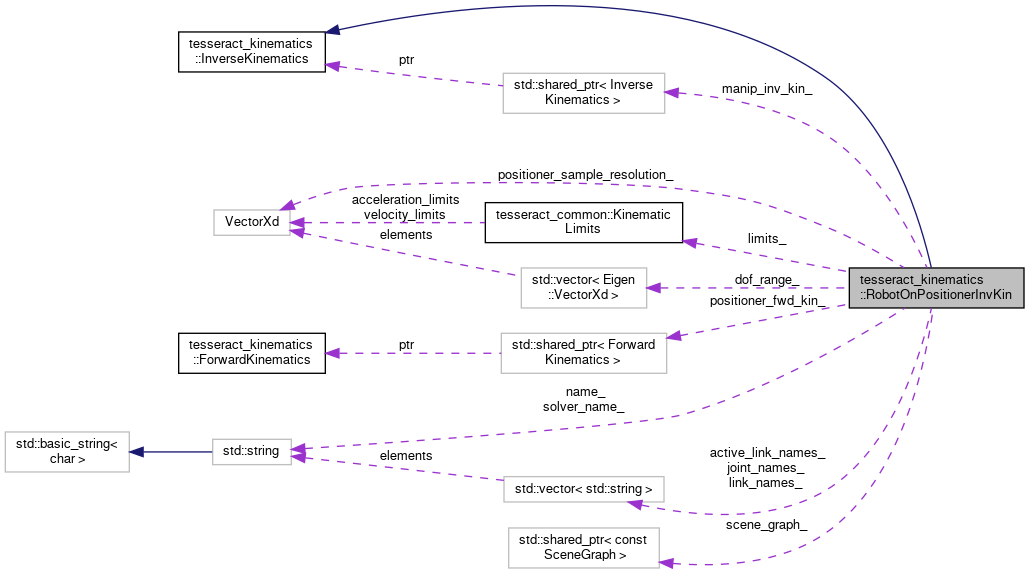 tesseract_kinematics
::InverseKinematics
ptr
std::shared_ptr< Inverse
Kinematics >
manip_inv_kin_
positioner_sample_resolution_
VectorXd
acceleration_limits
velocity_limits
elements
tesseract_common::Kinematic
Limits
limits_
std::vector< Eigen
::VectorXd >
dof_range_
tesseract_kinematics
::RobotOnPositionerInvKin
positioner_fwd_kin_
tesseract_kinematics
::ForwardKinematics
ptr
std::shared_ptr< Forward
Kinematics >
name_
solver_name_
std::basic_string<
char >
std::string
elements
std::vector< std::string >
active_link_names_
joint_names_
link_names_
std::shared_ptr< const
SceneGraph >
scene_graph_